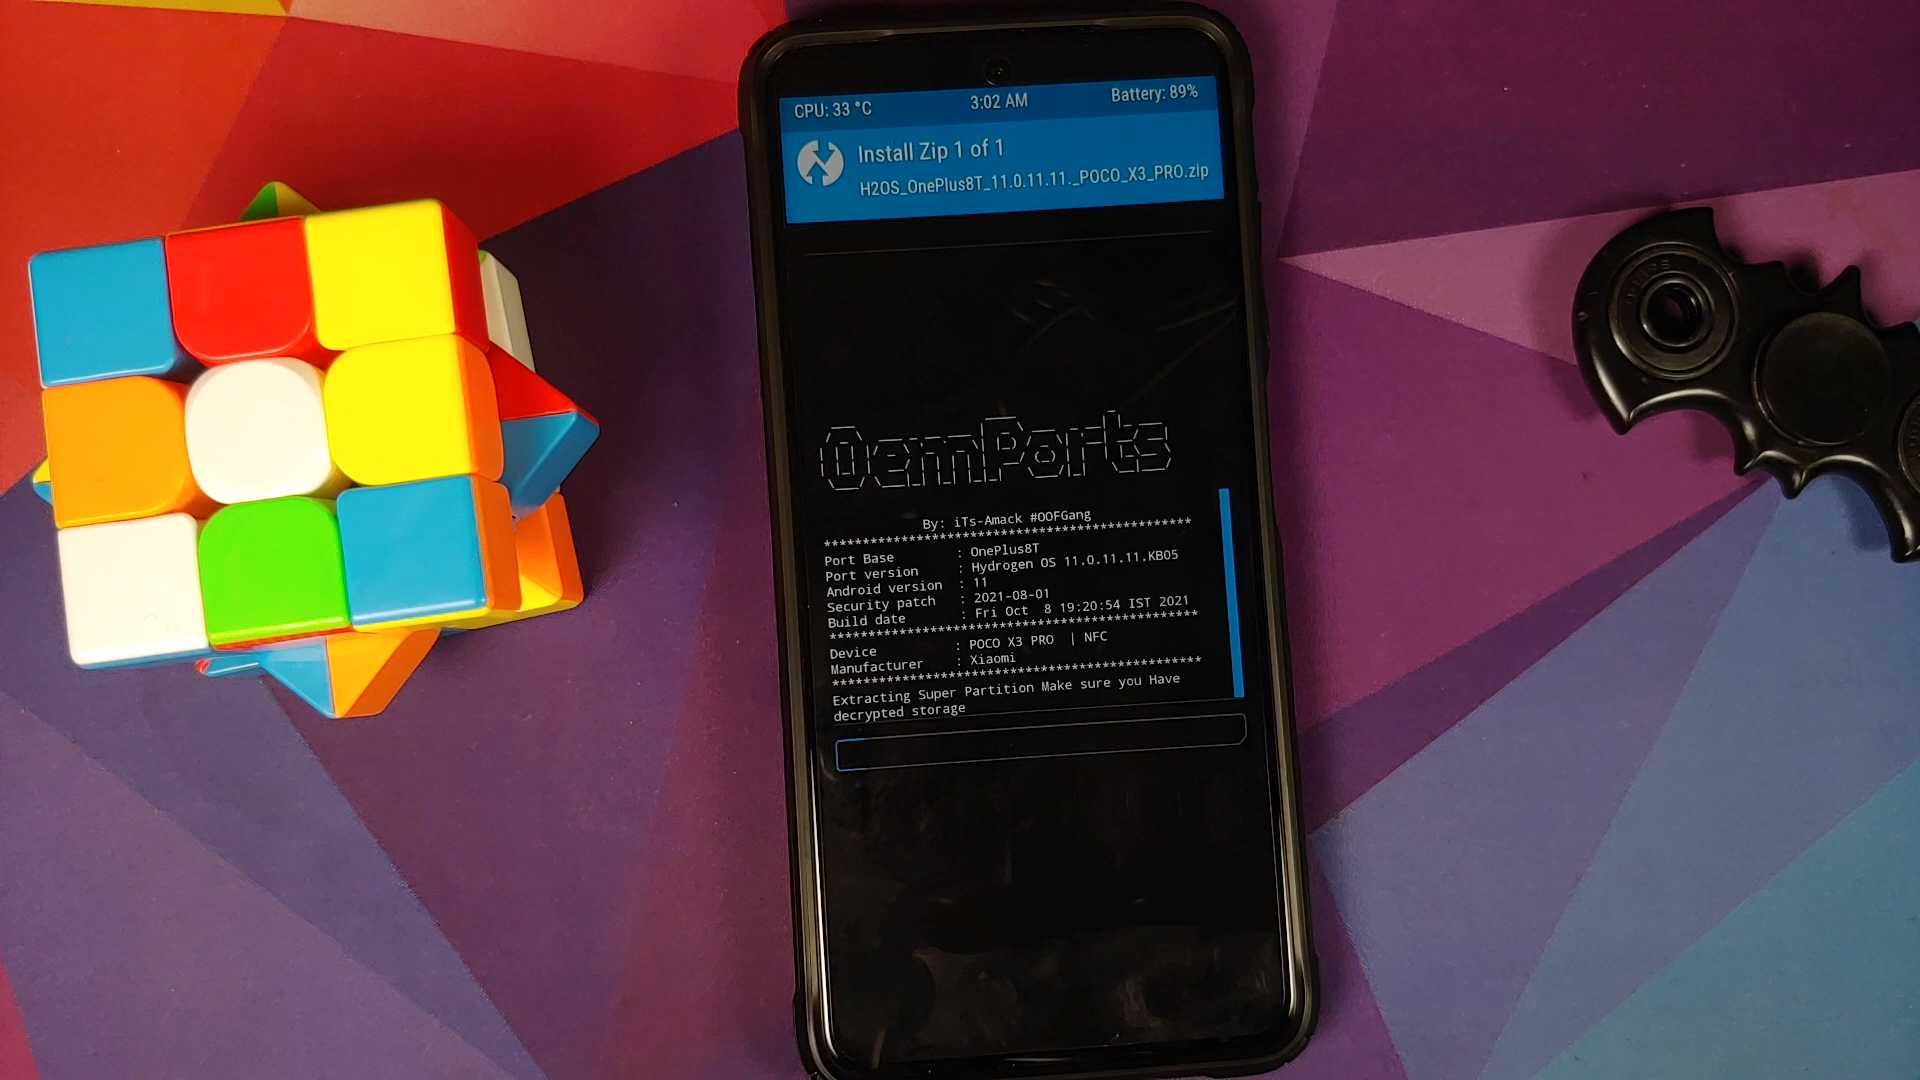 CPU: 33 °C 3:02 AM Battery: 89%
Install Zip 1 of 1
H2OS_OnePlus8T_11.0.11.11._POCO_X3_PRO.zip
OemPorts
By: iTs-Amack #OOFGang
************************************************
Port Base : OnePlus8T
Port version : Hydrogen OS 11.0.11.11.KB05
Android version : 11
Security patch : 2021-08-01
Build date : Fri Oct 8 19:20:54 IST 2021
************************************************
Device : POCO X3 PRO | NFC
Manufacturer : Xiaomi
************************************************
Extracting Super Partition Make sure you Have
decrypted storage